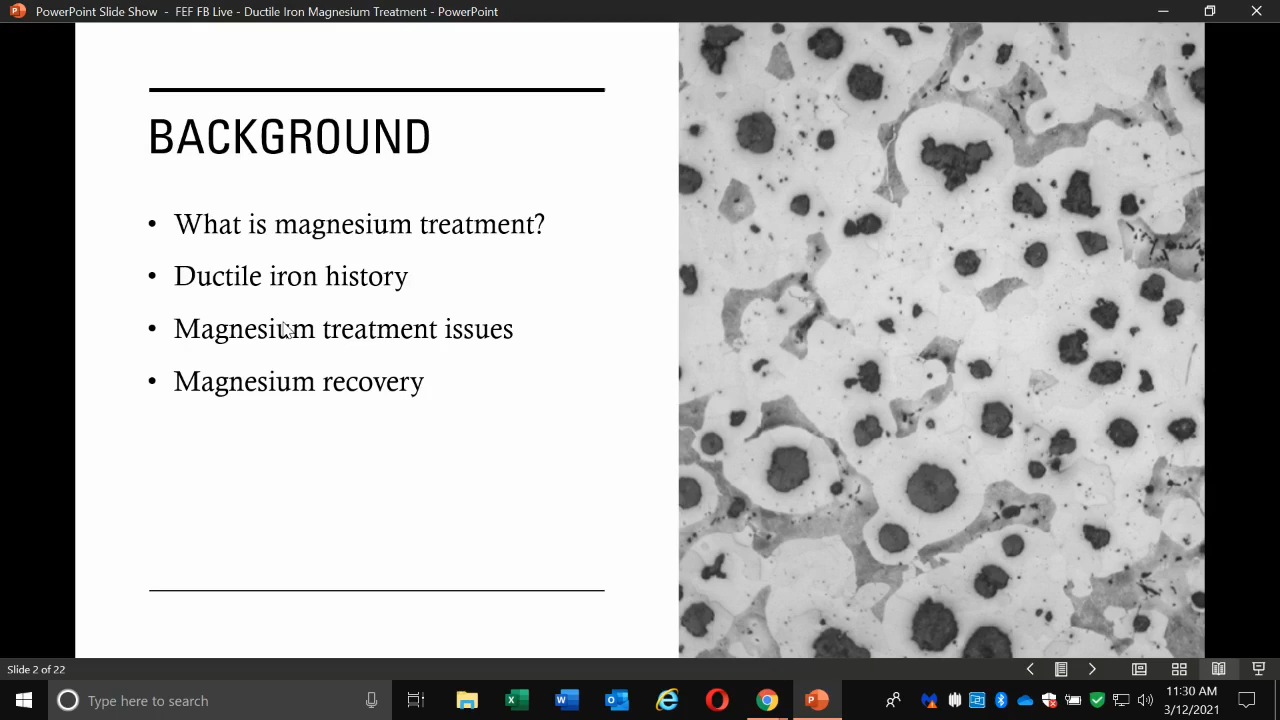 PowerPoint Slide Show - FEF FB Live - Ductile Iron Magnesium Treatment - PowerPoint
BACKGROUND
• What is magnesium treatment?
• Ductile iron history
• Magnesium treatment issues
• Magnesium recovery
Slide 2 of 22
Type here to search
11:30 AM
3/12/2021